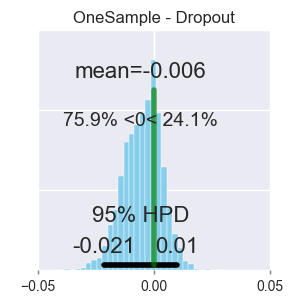 OneSample - Dropout
mean=-0.006
75.9% <0< 24.1%
95% HPD
-0.021 0.01
−0.05 0.00 0.05